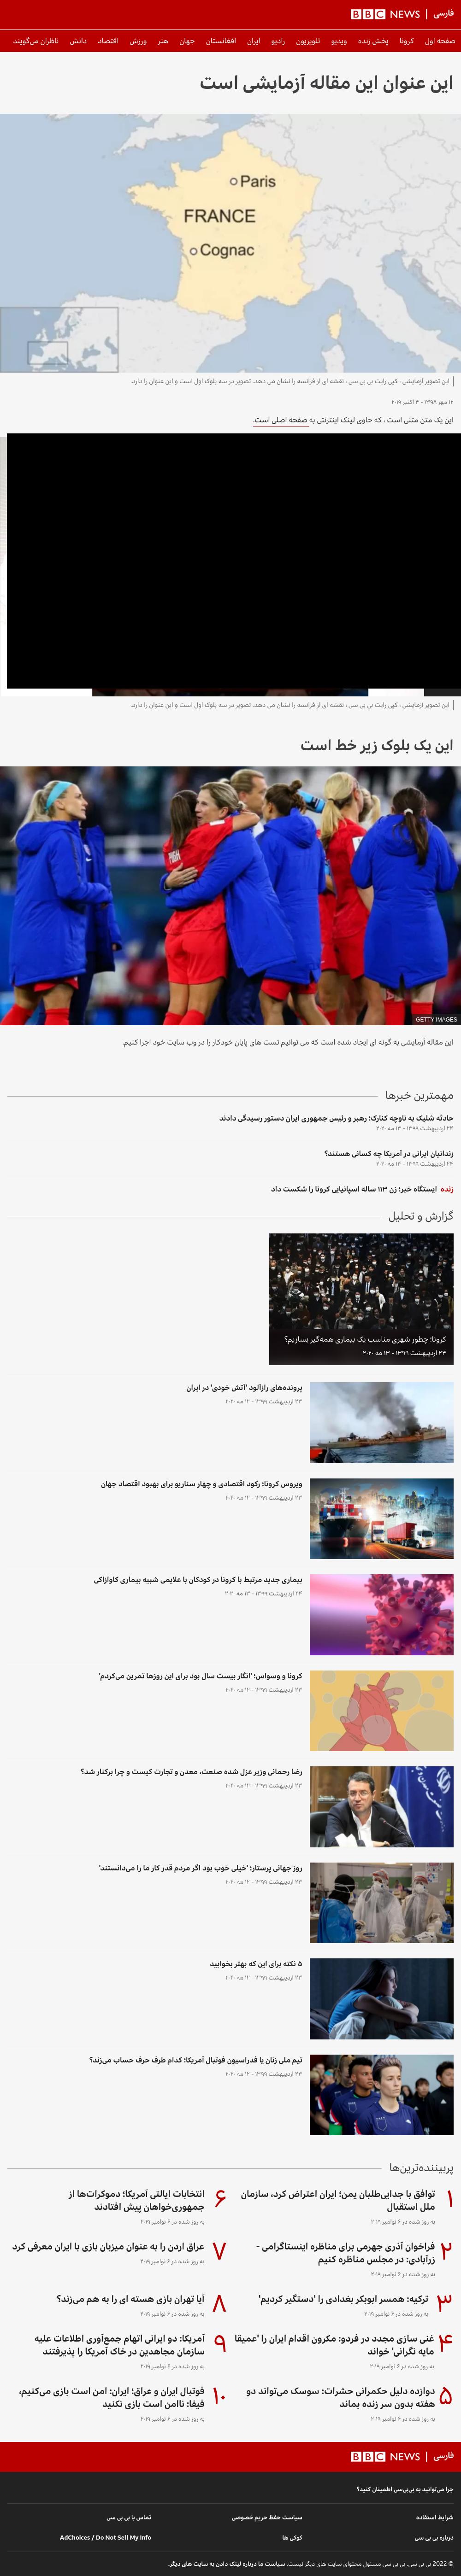 BBC NEWS | فارسی
صفحه اول
کرونا
پخش زنده
ویدیو
تلویزیون
رادیو
ایران
افغانستان
جهان
هنر
ورزش
اقتصاد
دانش
ناظران می‌گویند
این عنوان این مقاله آزمایشی است
Paris
FRANCE
Cognac
این تصویر آزمایشی ، کپی رایت بی بی سی ، نقشه ای از فرانسه را نشان می دهد. تصویر در سه بلوک اول است و این عنوان را دارد.
۱۲ مهر ۱۳۹۸ - ۴ اکتبر ۲۰۱۹
این یک متن متنی است ، که حاوی لینک اینترنتی به صفحه اصلی است.
این تصویر آزمایشی ، کپی رایت بی بی سی ، نقشه ای از فرانسه را نشان می دهد. تصویر در سه بلوک اول است و این عنوان را دارد.
این یک بلوک زیر خط است
GETTY IMAGES
این مقاله آزمایشی به گونه ای ایجاد شده است که می توانیم تست های پایان خودکار را در وب سایت خود اجرا کنیم.
مهمترین خبرها
حادثه شلیک به ناوچه کنارک؛ رهبر و رئیس جمهوری ایران دستور رسیدگی دادند
۲۴ اردیبهشت ۱۳۹۹ - ۱۳ مه ۲۰۲۰
زندانیان ایرانی در آمریکا چه کسانی هستند؟
۲۴ اردیبهشت ۱۳۹۹ - ۱۳ مه ۲۰۲۰
زنده ایستگاه خبر؛ زن ۱۱۳ ساله اسپانیایی کرونا را شکست داد
گزارش و تحلیل
کرونا: چطور شهری مناسب یک بیماری همه‌گیر بسازیم؟
۲۴ اردیبهشت ۱۳۹۹ - ۱۳ مه ۲۰۲۰
پرونده‌های رازآلود 'آتش خودی' در ایران
۲۳ اردیبهشت ۱۳۹۹ - ۱۲ مه ۲۰۲۰
ویروس کرونا؛ رکود اقتصادی و چهار سناریو برای بهبود اقتصاد جهان
۲۳ اردیبهشت ۱۳۹۹ - ۱۲ مه ۲۰۲۰
بیماری جدید مرتبط با کرونا در کودکان با علایمی شبیه بیماری کاوازاکی
۲۴ اردیبهشت ۱۳۹۹ - ۱۳ مه ۲۰۲۰
کرونا و وسواس؛ 'انگار بیست سال بود برای این روزها تمرین می‌کردم'
۲۳ اردیبهشت ۱۳۹۹ - ۱۲ مه ۲۰۲۰
رضا رحمانی وزیر عزل شده صنعت، معدن و تجارت کیست و چرا برکنار شد؟
۲۳ اردیبهشت ۱۳۹۹ - ۱۲ مه ۲۰۲۰
روز جهانی پرستار؛ 'خیلی خوب بود اگر مردم قدر کار ما را می‌دانستند'
۲۳ اردیبهشت ۱۳۹۹ - ۱۲ مه ۲۰۲۰
۵ نکته برای این که بهتر بخوابید
۲۳ اردیبهشت ۱۳۹۹ - ۱۲ مه ۲۰۲۰
تیم ملی زنان یا فدراسیون فوتبال آمریکا؛ کدام طرف حرف حساب می‌زند؟
۲۳ اردیبهشت ۱۳۹۹ - ۱۲ مه ۲۰۲۰
پربیننده‌ترین‌ها
۱
توافق با جدایی‌طلبان یمن؛ ایران اعتراض کرد، سازمان
ملل استقبال
به روز شده در ۶ نوامبر ۲۰۱۹
۲
فراخوان آذری جهرمی برای مناظره اینستاگرامی -
زرآبادی: در مجلس مناظره کنیم
به روز شده در ۶ نوامبر ۲۰۱۹
۳
ترکیه: همسر ابوبکر بغدادی را 'دستگیر کردیم'
به روز شده در ۶ نوامبر ۲۰۱۹
۴
غنی سازی مجدد در فردو: مکرون اقدام ایران را 'عمیقا
مایه نگرانی' خواند
به روز شده در ۶ نوامبر ۲۰۱۹
۵
دوازده دلیل حکمرانی حشرات: سوسک می‌تواند دو
هفته بدون سر زنده بماند
به روز شده در ۶ نوامبر ۲۰۱۹
۶
انتخابات ایالتی آمریکا؛ دموکرات‌ها از
جمهوری‌خواهان پیش افتادند
به روز شده در ۶ نوامبر ۲۰۱۹
۷
عراق اردن را به عنوان میزبان بازی با ایران معرفی کرد
به روز شده در ۶ نوامبر ۲۰۱۹
۸
آیا تهران بازی هسته ای را به هم می‌زند؟
به روز شده در ۶ نوامبر ۲۰۱۹
۹
آمریکا: دو ایرانی اتهام جمع‌آوری اطلاعات علیه
سازمان مجاهدین در خاک آمریکا را پذیرفتند
به روز شده در ۶ نوامبر ۲۰۱۹
۱۰
فوتبال ایران و عراق؛ ایران: امن است بازی می‌کنیم،
فیفا: ناامن است بازی نکنید
به روز شده در ۶ نوامبر ۲۰۱۹
BBC NEWS | فارسی
چرا می‌توانید به بی‌بی‌سی اطمینان کنید؟
شرایط استفاده
سیاست حفظ حریم خصوصی
تماس با بی بی سی
درباره بی بی سی
کوکی ها
AdChoices / Do Not Sell My Info
© 2022 بی بی سی. بی بی سی مسئول محتوای سایت های دیگر نیست. سیاست ما درباره لینک دادن به سایت های دیگر.